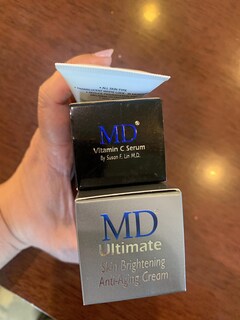 MD®
Vitamin C Serum
By Susan F. Lin M.D.
MD
Ultimate
Skin Brightening
Anti-Aging Cream